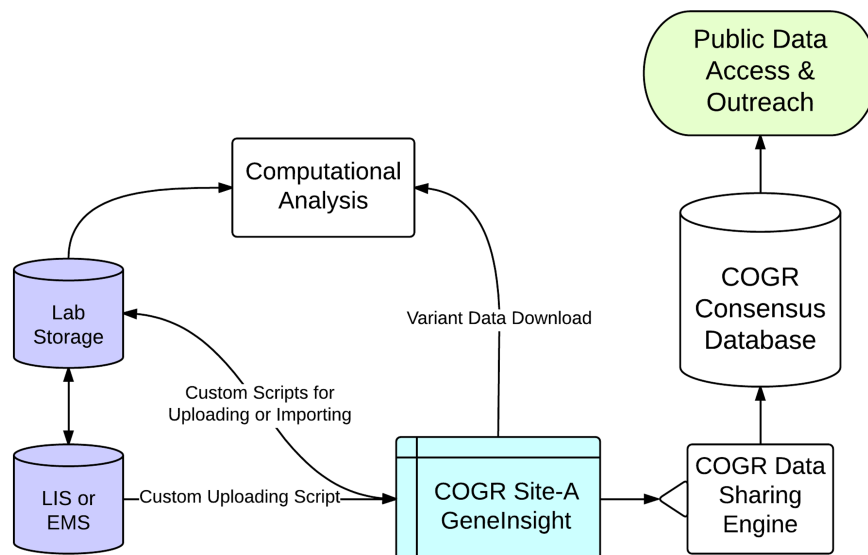 Public Data
Access &
Outreach
Computational
Analysis
COGR
Consensus
Database
Lab
Storage
Variant Data Download
Custom Scripts for
Uploading or Importing
LIS or
EMS
Custom Uploading Script
COGR Site-A
GeneInsight
COGR Data
Sharing
Engine